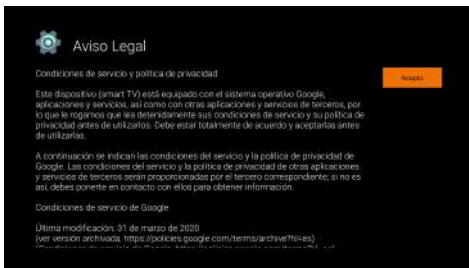 Aviso Legal
Condiciones de servicio y política de privacidad
Acepto
Este dispositivo (smart TV) está equipado con el sistema operativo Google,
aplicaciones y servicios, así como con otras aplicaciones y servicios de terceros, por
lo que le rogamos que lea detenidamente sus condiciones de servicio y su política de
privacidad antes de utilizarlos. Debe estar totalmente de acuerdo y aceptarlas antes
de utilizarlas.
A continuación se indican las condiciones del servicio y la política de privacidad de
Google. Las condiciones del servicio y la política de privacidad de otras aplicaciones
y servicios de terceros serán proporcionadas por el tercero correspondiente; si no es
así, debes ponerte en contacto con ellos para obtener información.
Condiciones de servicio de Google
Última modificación: 31 de marzo de 2020
(ver versión archivada, https://policies.google.com/terms/archive?hl=es)